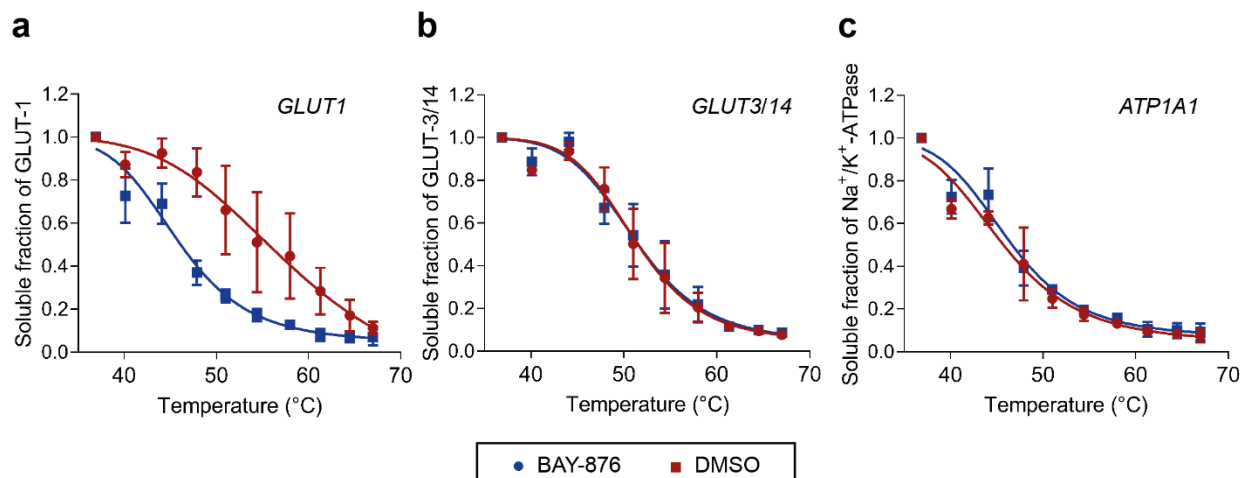 a
b
c
GLUT1
GLUT3/14
ATP1A1
Soluble fraction of GLUT-1
1.2
1.0
0.8
0.6
0.4
0.2
0.0
40
50
60
70
Temperature (°C)
Soluble fraction of GLUT-3/14
1.2
1.0
0.8
0.6
0.4
0.2
0.0
40
50
60
70
Temperature (°C)
Soluble fraction of Na⁺/K⁺-ATPase
1.2
1.0
0.8
0.6
0.4
0.2
0.0
40
50
60
70
Temperature (°C)
BAY-876
DMSO